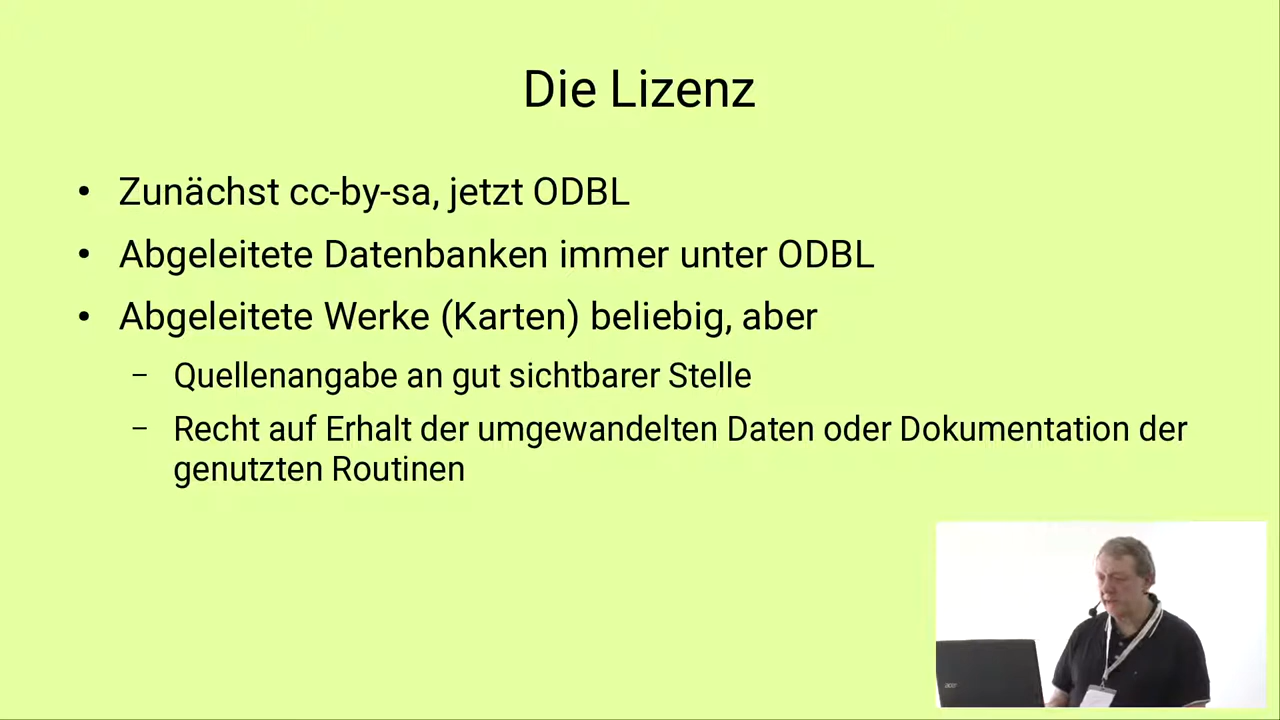 Die Lizenz
• Zunächst cc-by-sa, jetzt ODBL
• Abgeleitete Datenbanken immer unter ODBL
• Abgeleitete Werke (Karten) beliebig, aber
– Quellenangabe an gut sichtbarer Stelle
– Recht auf Erhalt der umgewandelten Daten oder Dokumentation der
genutzten Routinen
acer